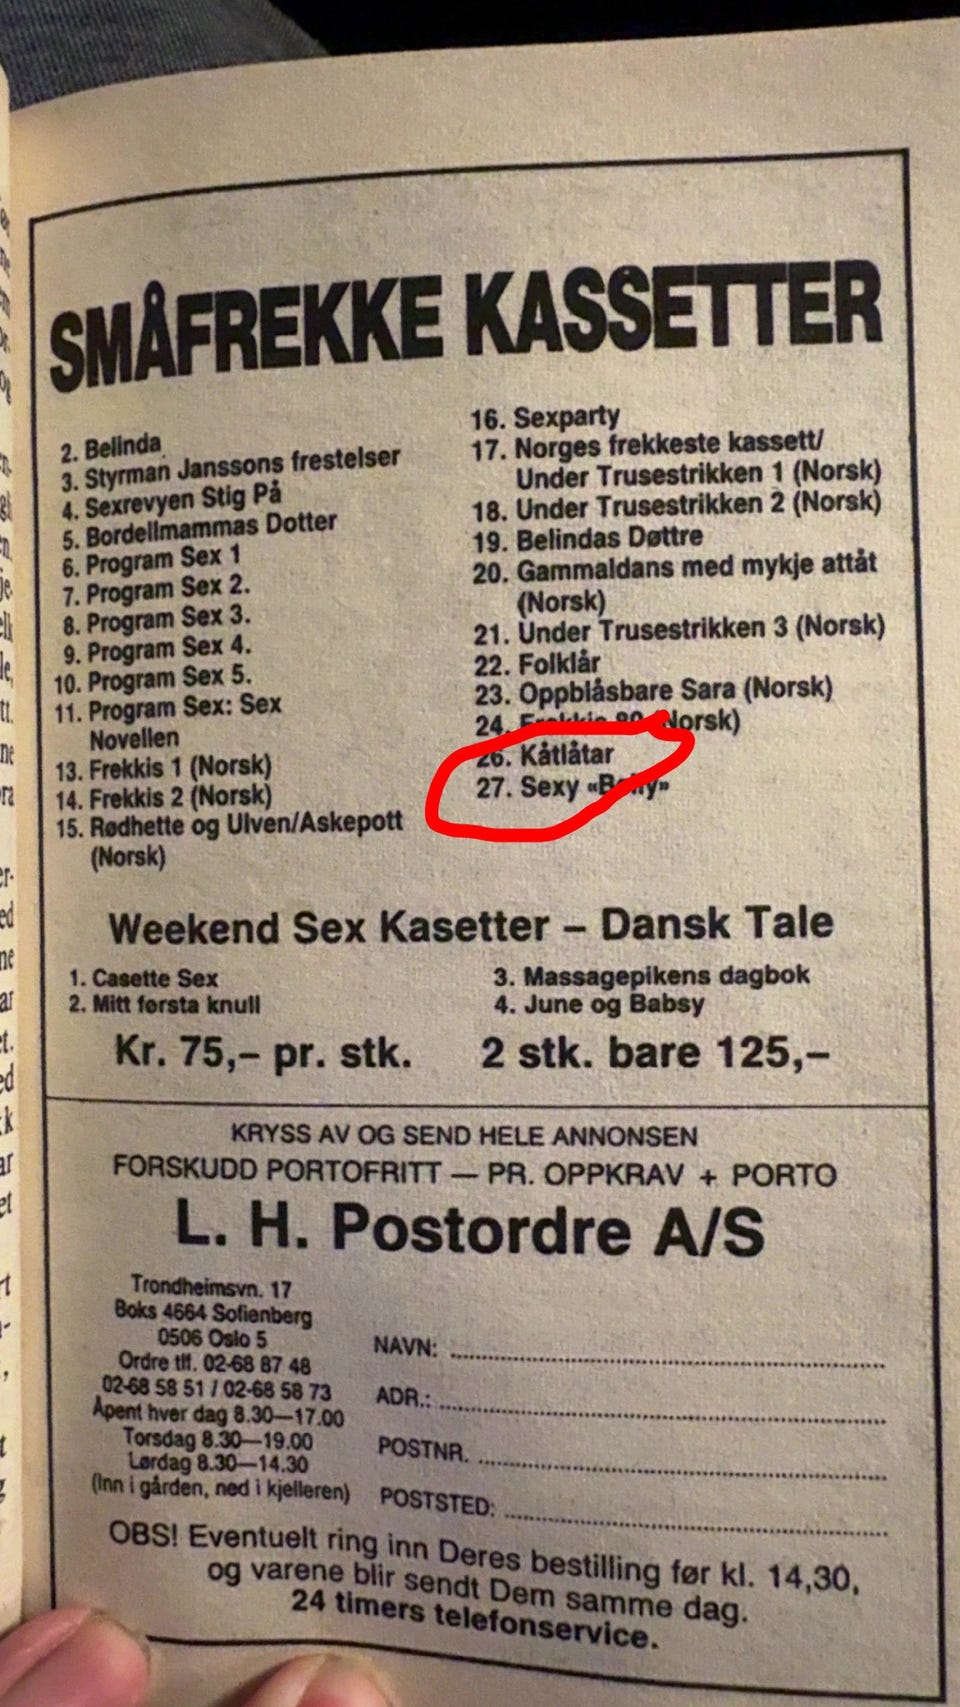 SMÅFREKKE KASSETTER
2. Belinda
3. Styrman Janssons frestelser
4. Sexrevyen Stig På
5. Bordellmammas Dotter
6. Program Sex 1
7. Program Sex 2.
8. Program Sex 3.
9. Program Sex 4.
10. Program Sex 5.
11. Program Sex: Sex
Novellen
13. Frekkis 1 (Norsk)
14. Frekkis 2 (Norsk)
15. Rødhette og Ulven/Askepott
(Norsk)
16. Sexparty
17. Norges frekkeste kassett/
Under Trusestrikken 1 (Norsk)
18. Under Trusestrikken 2 (Norsk)
19. Belindas Døttre
20. Gammaldans med mykje attåt
(Norsk)
21. Under Trusestrikken 3 (Norsk)
22. Folklår
23. Oppblåsbare Sara (Norsk)
24. Frekkis 80 (Norsk)
26. Kåtlåtar
27. Sexy
Weekend Sex Kasetter – Dansk Tale
1. Casette Sex
2. Mitt første knull
3. Massagepikens dagbok
4. June og Babsy
Kr. 75,– pr. stk. 2 stk. bare 125,–
KRYSS AV OG SEND HELE ANNONSEN
FORSKUDD PORTOFRITT — PR. OPPKRAV + PORTO
L. H. Postordre A/S
Trondheimsvn. 17
Boks 4664 Sofienberg
0506 Oslo 5
Ordre tlf. 02-68 87 48
02-68 58 51 / 02-68 58 73
Åpent hver dag 8.30—17.00
Torsdag 8.30—19.00
Lørdag 8.30—14.30
(Inn i gården, ned i kjelleren)
NAVN:
ADR.:
POSTNR.
POSTSTED:
OBS! Eventuelt ring inn Deres bestilling før kl. 14,30,
og varene blir sendt Dem samme dag.
24 timers telefonservice.